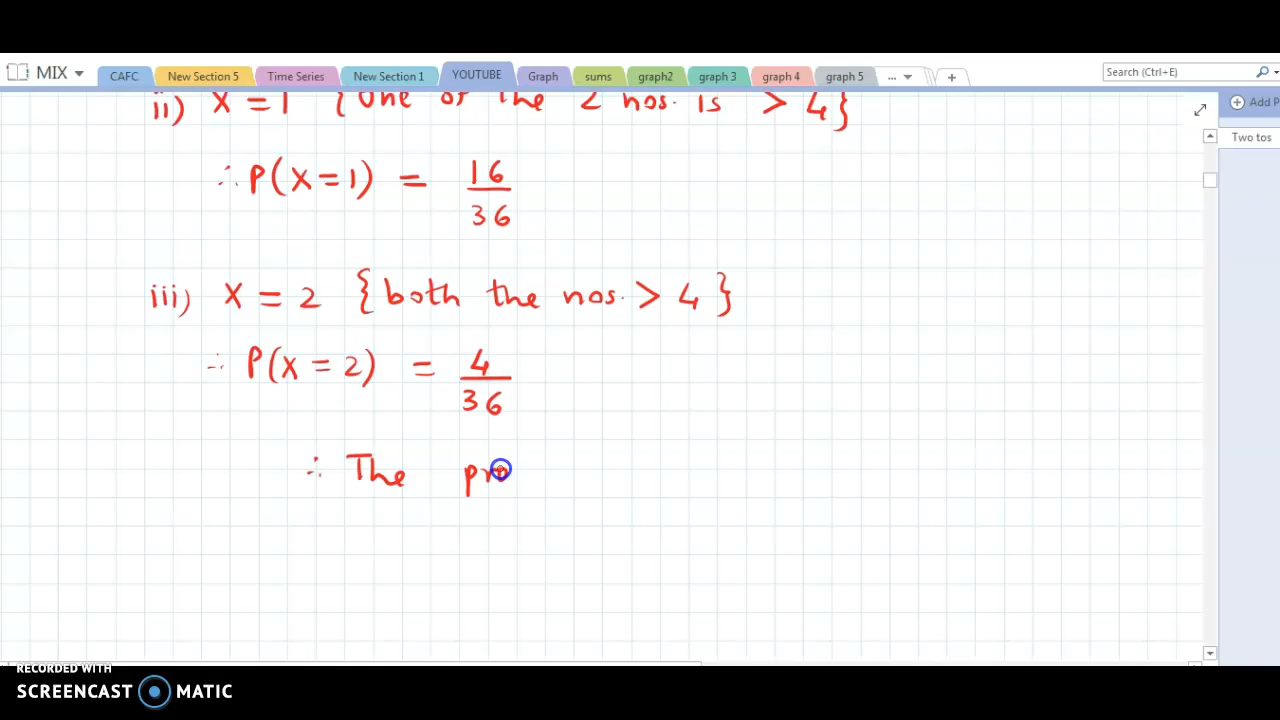 MIX
CAFC
New Section 5
Time Series
New Section 1
YOUTUBE
Graph
sums
graph2
graph 3
graph 4
graph 5
...
Search (Ctrl+E)
Add P
Two tos
ii) X = 1 {One of the 2 nos. is > 4}
∴ P(X = 1) = 16/36
iii) X = 2 {both the nos. > 4}
∴ P(X = 2) = 4/36
∴ The pro
RECORDED WITH
SCREENCAST MATIC